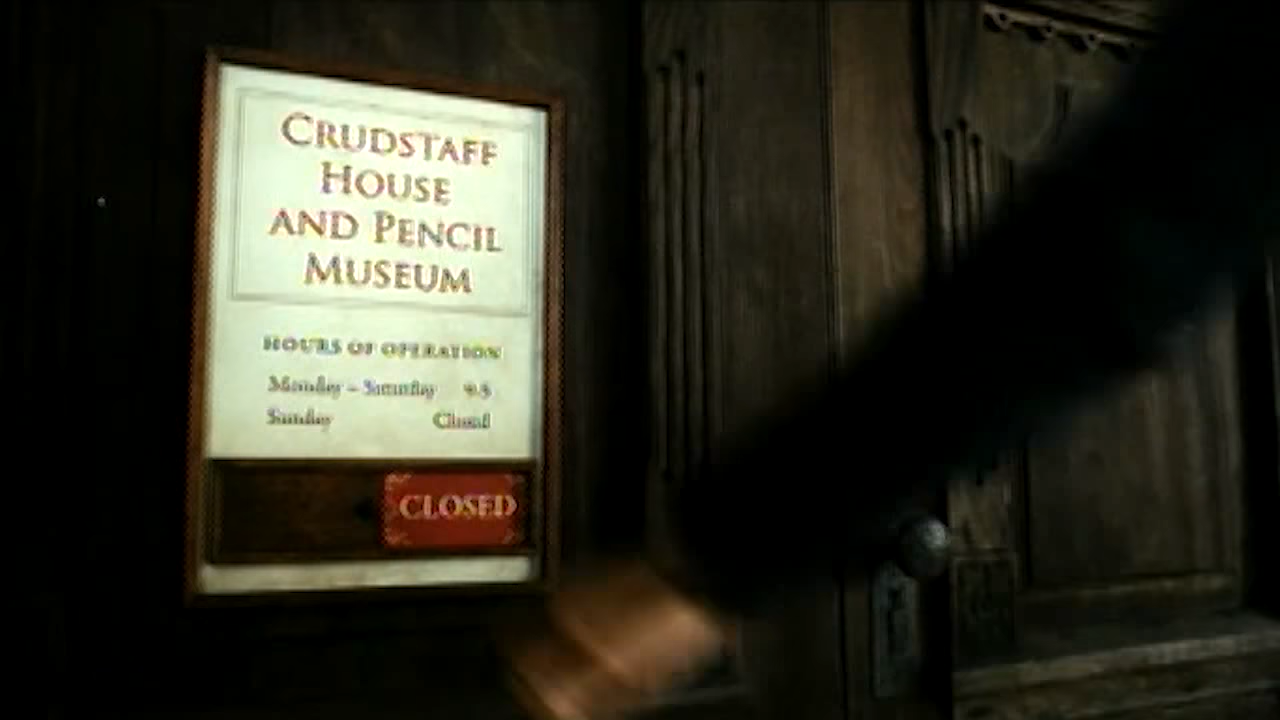 CRUDSTAFF
HOUSE
AND PENCIL
MUSEUM
HOURS OF OPERATION
Monday - Saturday 9-5
Sunday Closed
CLOSED